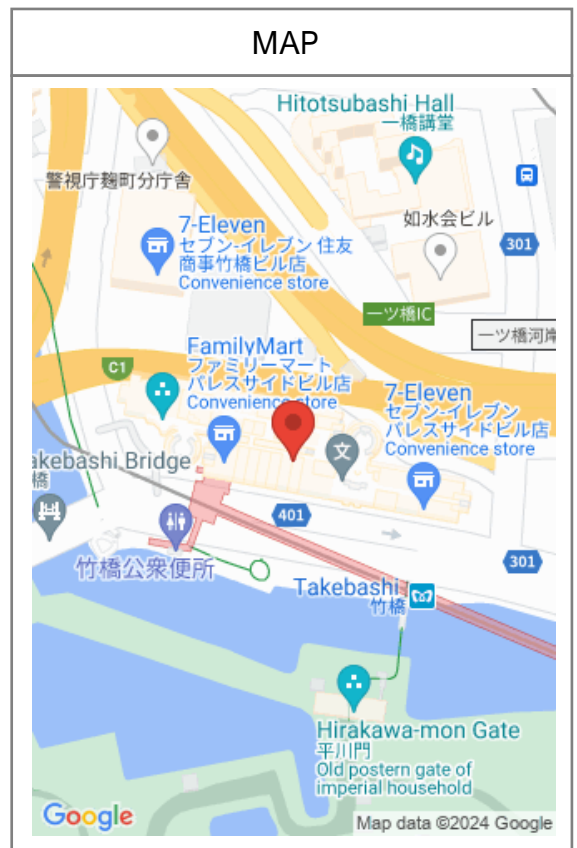 MAP
Hitotsubashi Hall
一橋講堂
警視庁麹町分庁舎
7-Eleven
セブン-イレブン 住友
商事竹橋ビル店
Convenience store
如水会ビル
301
一ツ橋IC
一ツ橋河岸
FamilyMart
ファミリーマート
パレスサイドビル店
Convenience store
C1
7-Eleven
セブン-イレブン
パレスサイドビル店
Convenience store
文
akebashi Bridge
橋
401
301
竹橋公衆便所
Takebashi
竹橋
Hirakawa-mon Gate
平川門
Old postern gate of
imperial household
Google
Map data ©2024 Google